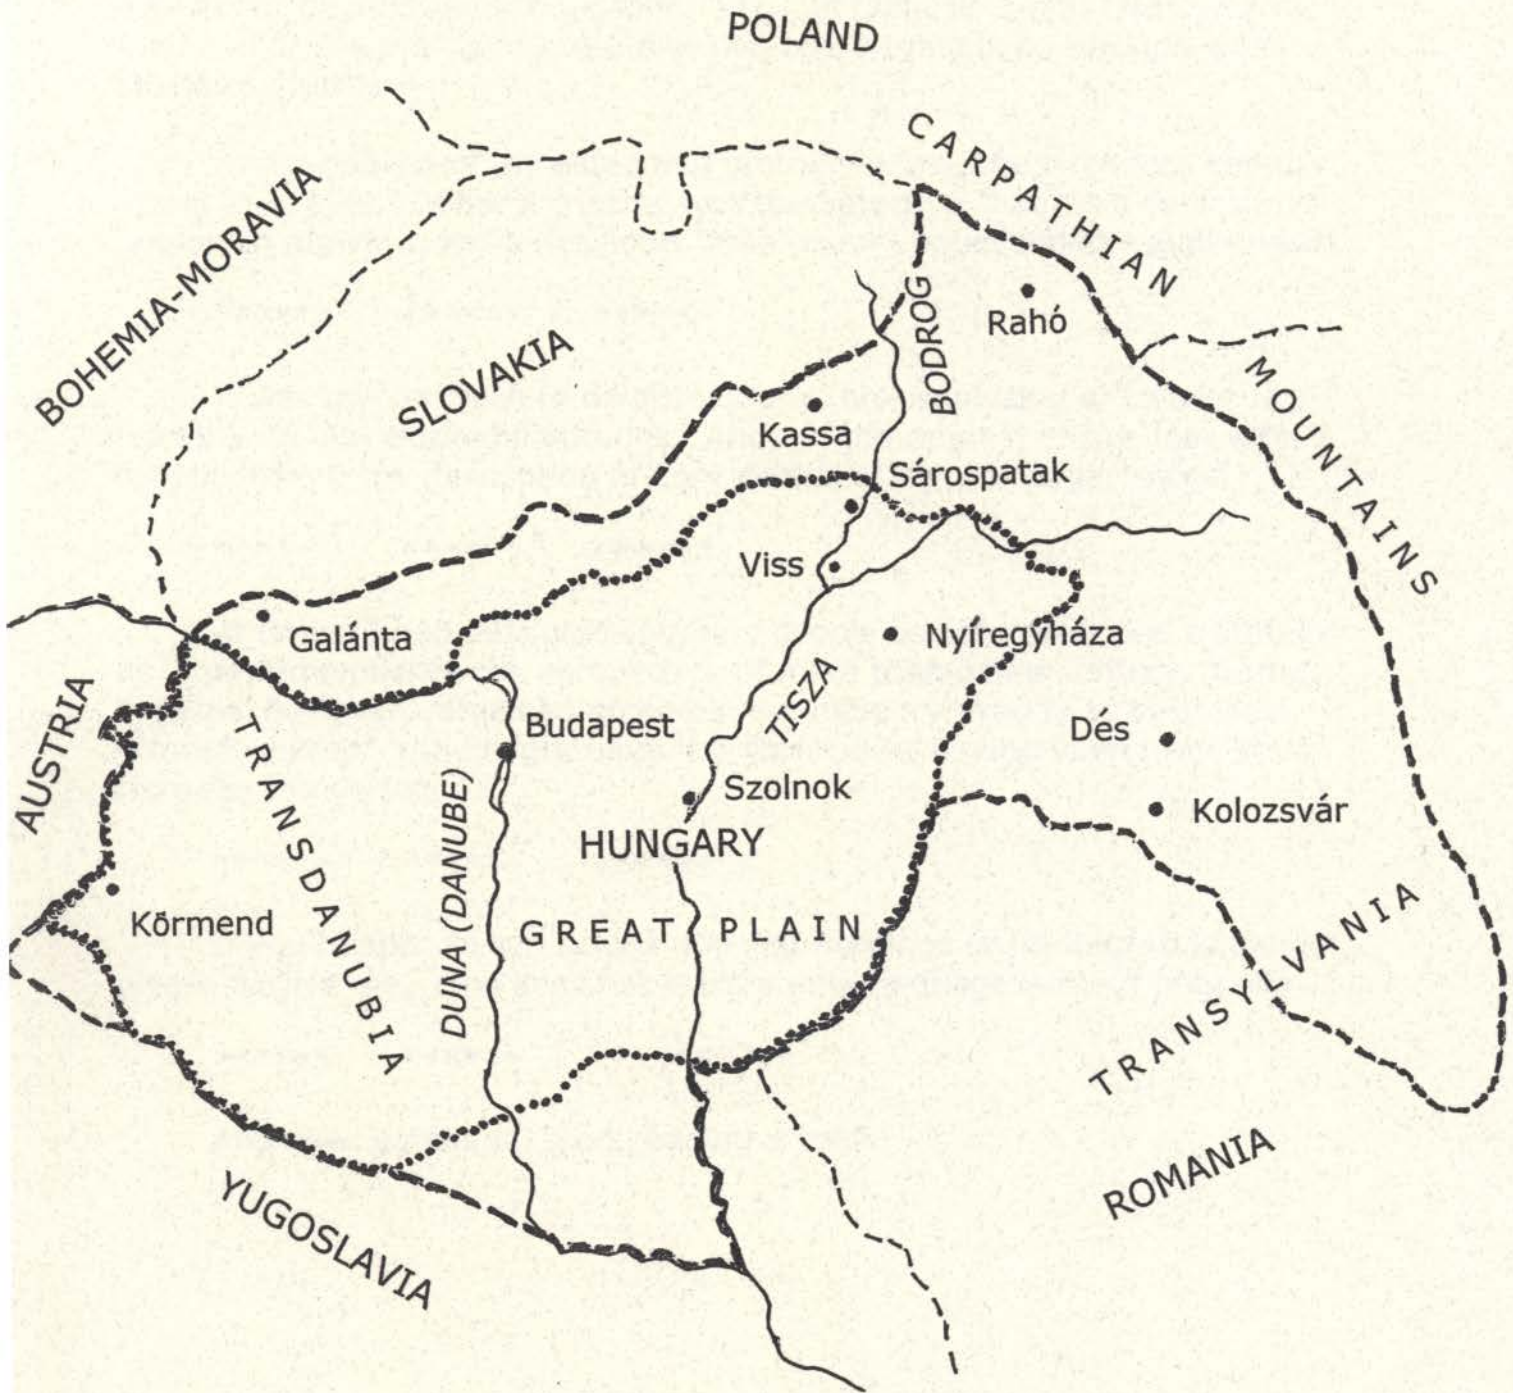 POLAND
CARPATHIAN
MOUNTAINS
BOHEMIA-MORAVIA
SLOVAKIA
BODROG
Rahó
Kassa
Sárospatak
Viss
Galánta
Nyíregyháza
TISZA
AUSTRIA
TRANSDANUBIA
Budapest
Dés
Szolnok
Kolozsvár
HUNGARY
DUNA (DANUBE)
Körmend
GREAT PLAIN
TRANSYLVANIA
ROMANIA
YUGOSLAVIA